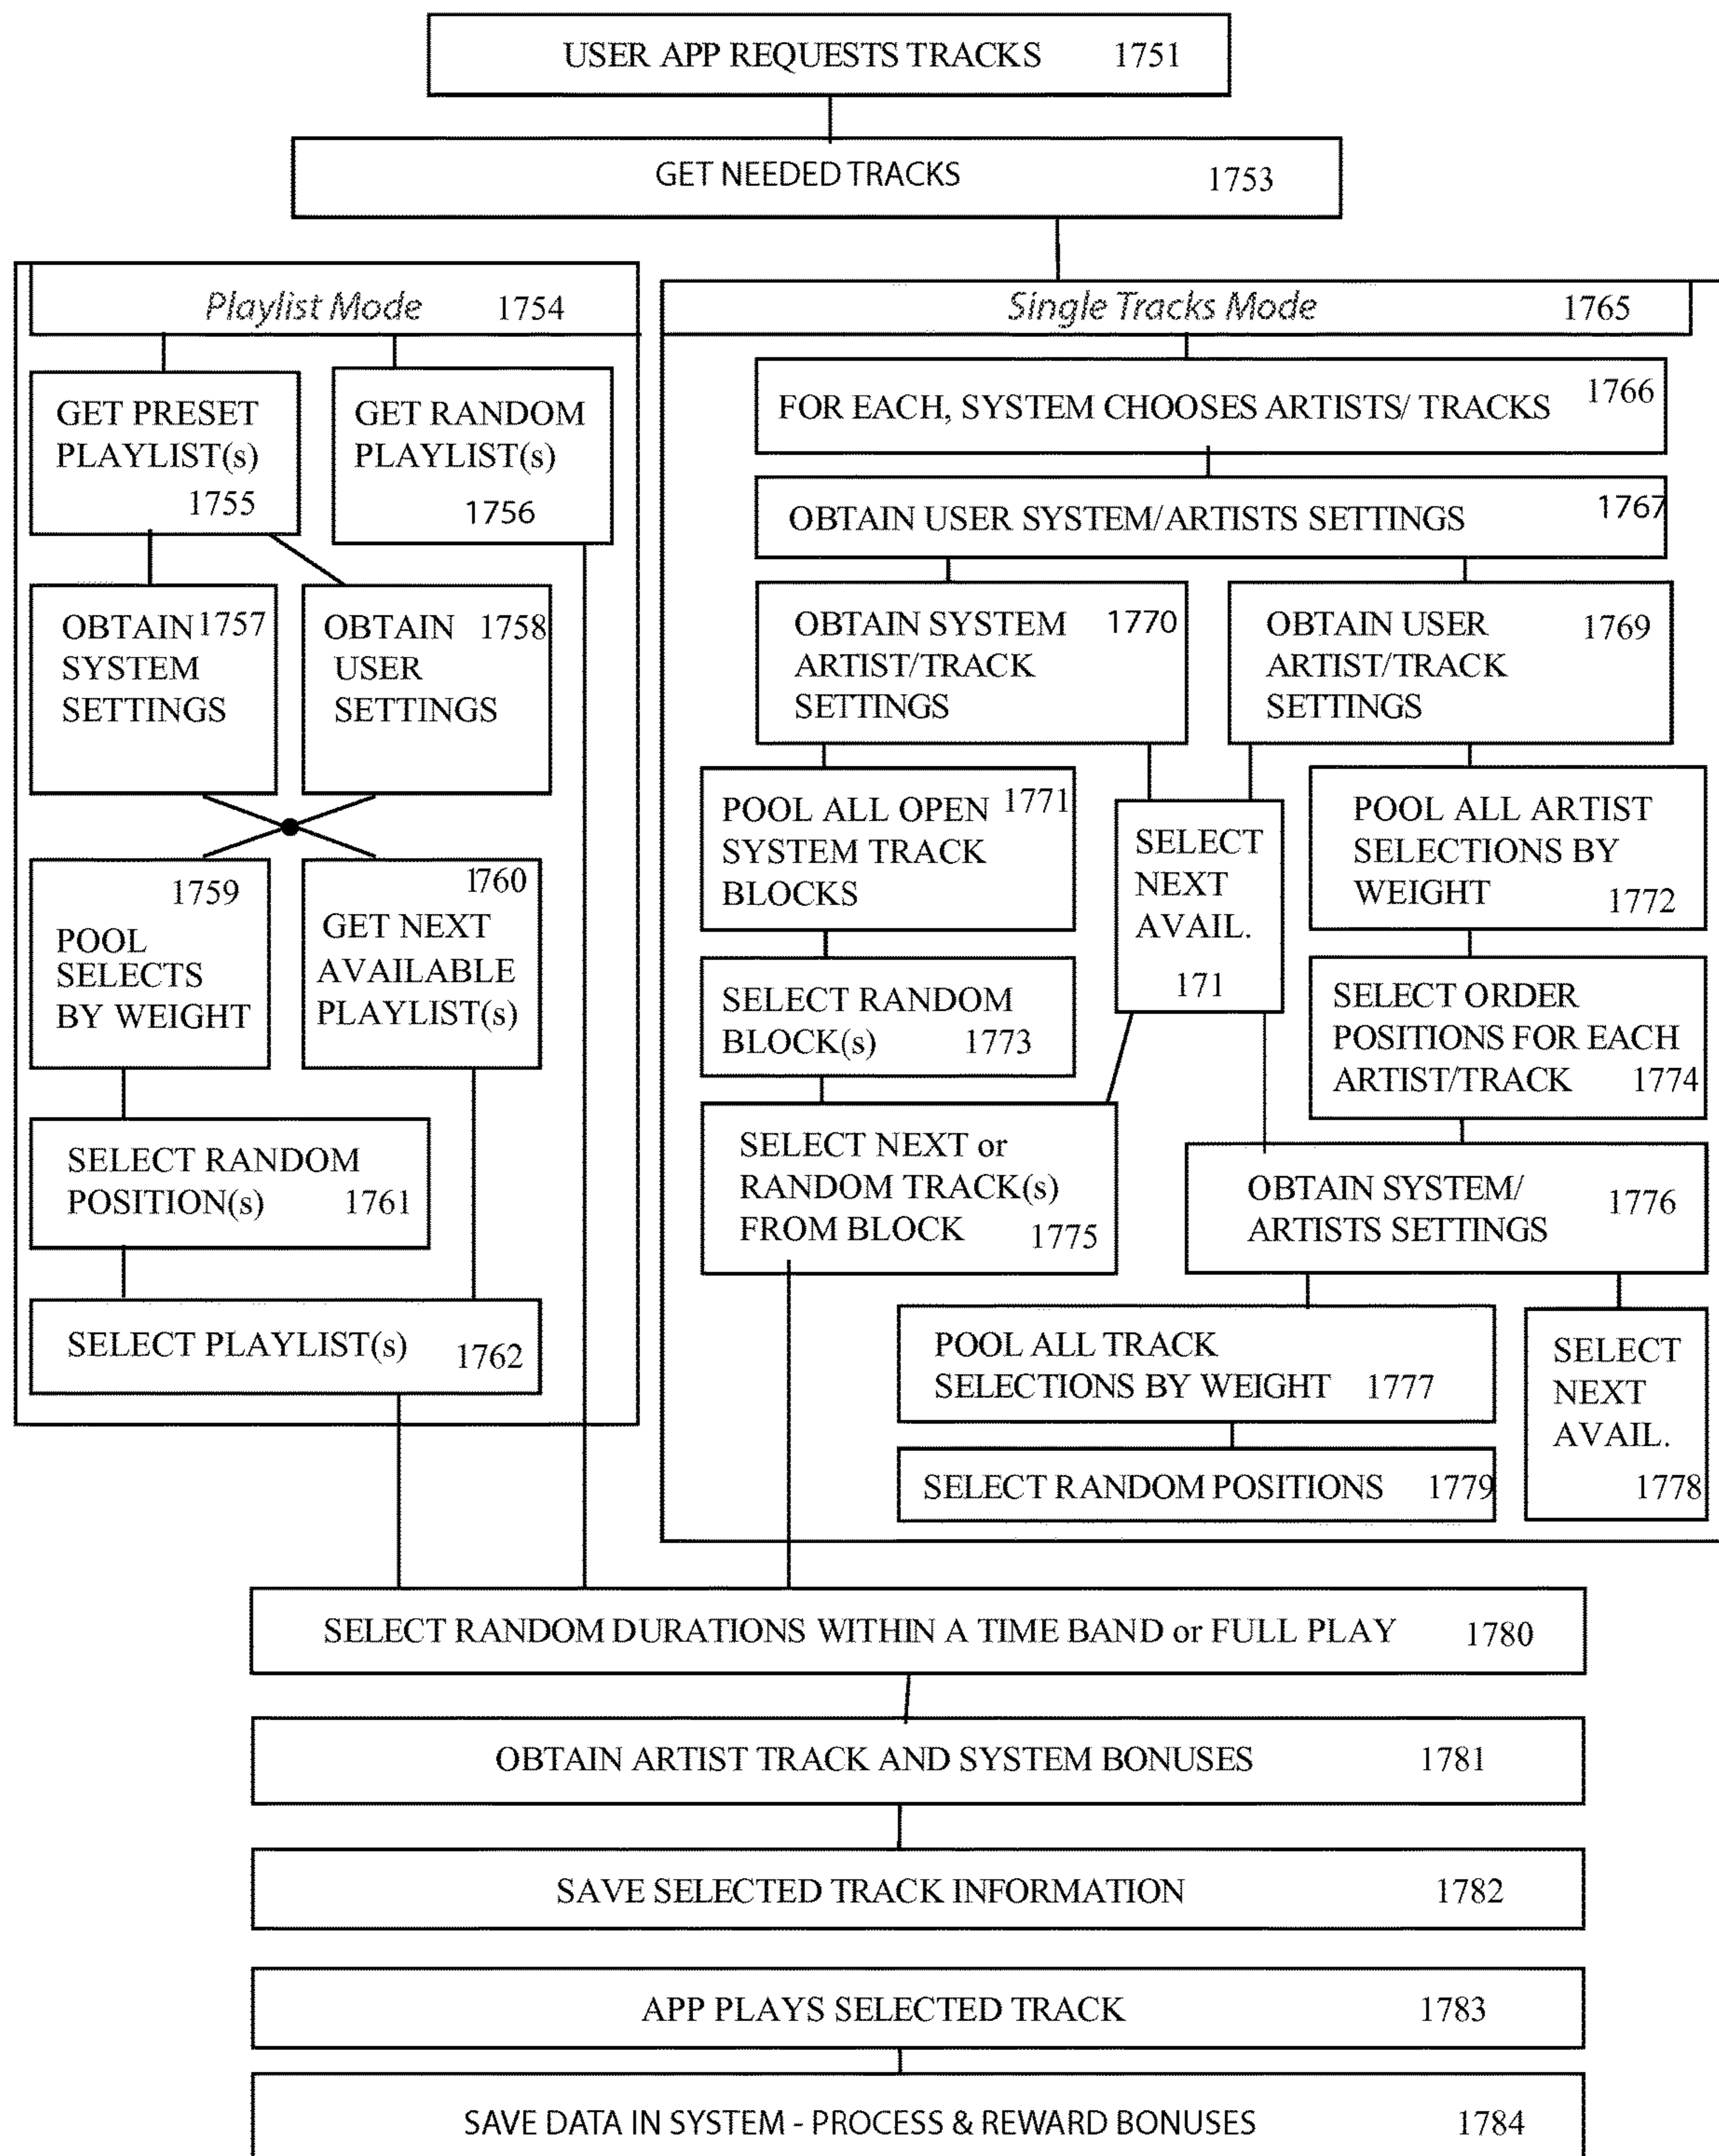 USER APP REQUESTS TRACKS 1751
GET NEEDED TRACKS 1753
Playlist Mode 1754
GET PRESET
PLAYLIST(s)
1755
GET RANDOM
PLAYLIST(s)
1756
OBTAIN 1757
SYSTEM
SETTINGS
OBTAIN 1758
USER
SETTINGS
1759
POOL
SELECTS
BY WEIGHT
1760
GET NEXT
AVAILABLE
PLAYLIST(s)
SELECT RANDOM
POSITION(s) 1761
SELECT PLAYLIST(s) 1762
Single Tracks Mode 1765
FOR EACH, SYSTEM CHOOSES ARTISTS/ TRACKS 1766
OBTAIN USER SYSTEM/ARTISTS SETTINGS 1767
OBTAIN SYSTEM 1770
ARTIST/TRACK
SETTINGS
OBTAIN USER 1769
ARTIST/TRACK
SETTINGS
POOL ALL OPEN 1771
SYSTEM TRACK
BLOCKS
SELECT
NEXT
AVAIL.
171
POOL ALL ARTIST
SELECTIONS BY
WEIGHT 1772
SELECT RANDOM
BLOCK(s) 1773
SELECT ORDER
POSITIONS FOR EACH
ARTIST/TRACK 1774
SELECT NEXT or
RANDOM TRACK(s)
FROM BLOCK 1775
OBTAIN SYSTEM/
ARTISTS SETTINGS 1776
POOL ALL TRACK
SELECTIONS BY WEIGHT 1777
SELECT
NEXT
AVAIL.
1778
SELECT RANDOM POSITIONS 1779
SELECT RANDOM DURATIONS WITHIN A TIME BAND or FULL PLAY 1780
OBTAIN ARTIST TRACK AND SYSTEM BONUSES 1781
SAVE SELECTED TRACK INFORMATION 1782
APP PLAYS SELECTED TRACK 1783
SAVE DATA IN SYSTEM - PROCESS & REWARD BONUSES 1784